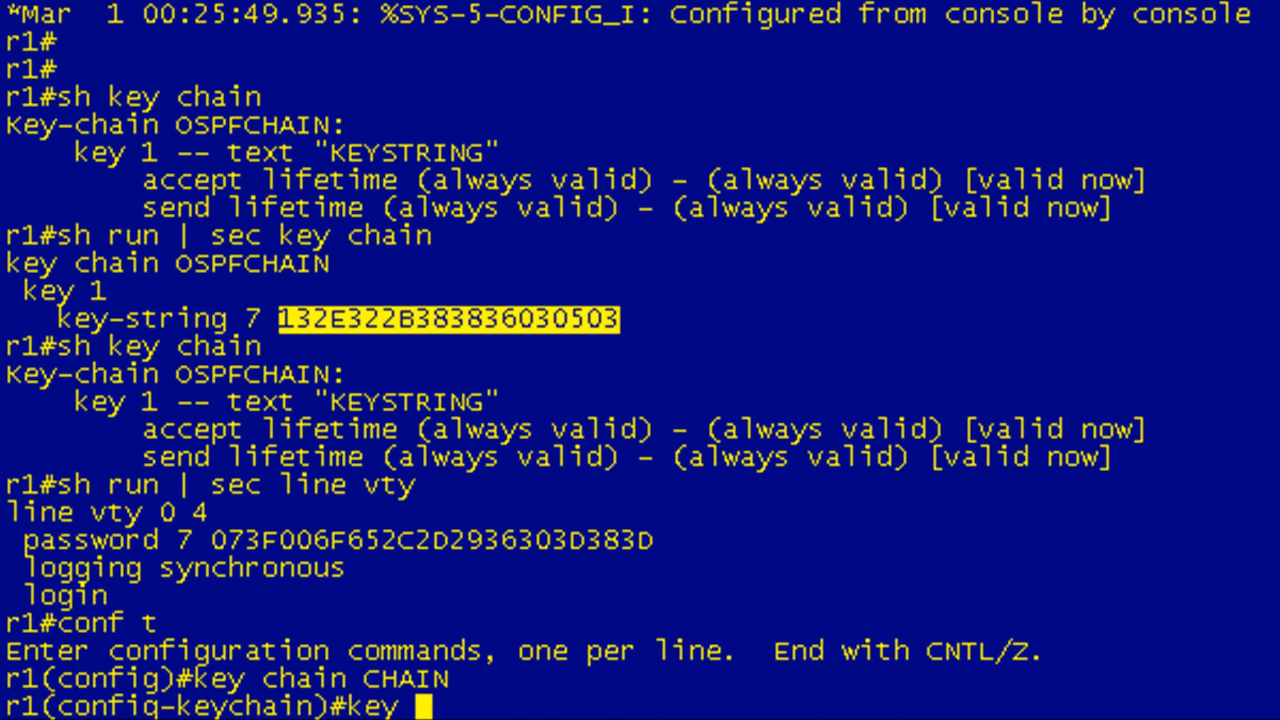 *Mar  1 00:25:49.935: %SYS-5-CONFIG_I: Configured from console by console
r1#
r1#
r1#sh key chain
Key-chain OSPFCHAIN:
    key 1 -- text "KEYSTRING"
        accept lifetime (always valid) - (always valid) [valid now]
        send lifetime (always valid) - (always valid) [valid now]
r1#sh run | sec key chain
key chain OSPFCHAIN
 key 1
   key-string 7 132E322B383836030503
r1#sh key chain
Key-chain OSPFCHAIN:
    key 1 -- text "KEYSTRING"
        accept lifetime (always valid) - (always valid) [valid now]
        send lifetime (always valid) - (always valid) [valid now]
r1#sh run | sec line vty
line vty 0 4
 password 7 073F006F652C2D2936303D383D
 logging synchronous
 login
r1#conf t
Enter configuration commands, one per line.  End with CNTL/Z.
r1(config)#key chain CHAIN
r1(config-keychain)#key